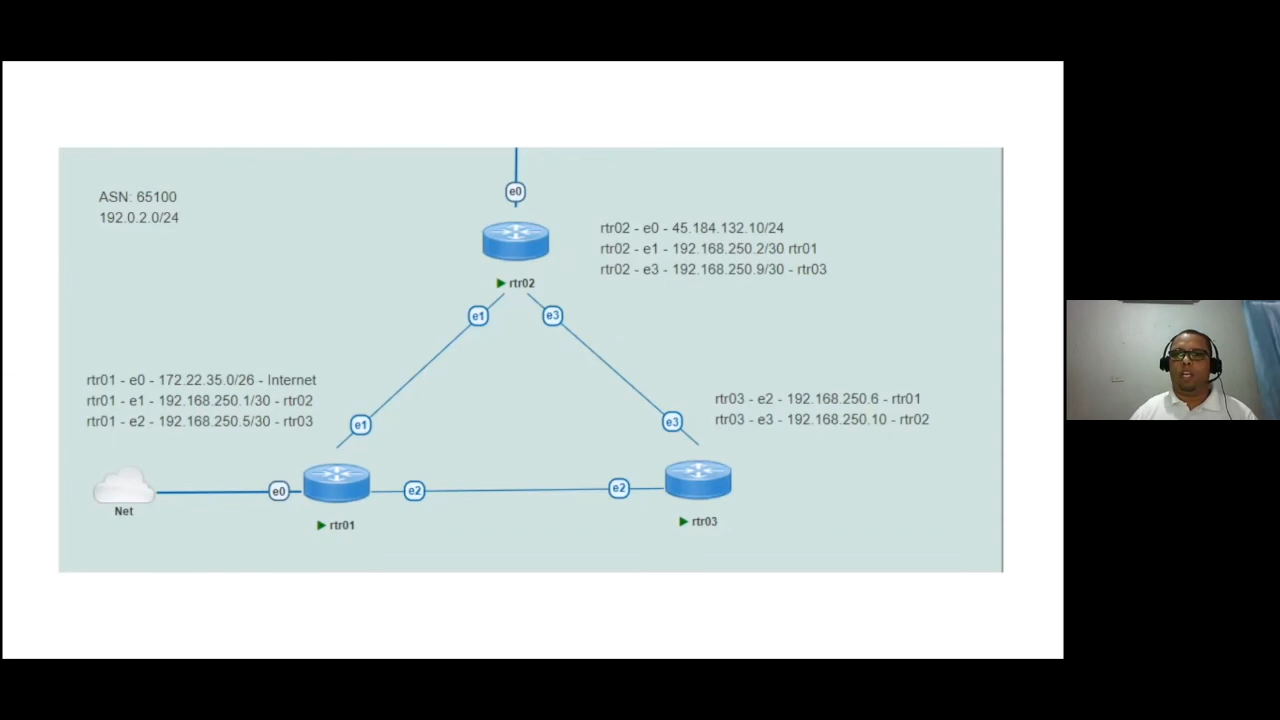 ASN: 65100
192.0.2.0/24
e0
rtr02 - e0 - 45.184.132.10/24
rtr02 - e1 - 192.168.250.2/30 rtr01
rtr02 - e3 - 192.168.250.9/30 - rtr03
rtr02
e1
e3
rtr01 - e0 - 172.22.35.0/26 - Internet
rtr01 - e1 - 192.168.250.1/30 - rtr02
rtr01 - e2 - 192.168.250.5/30 - rtr03
rtr03 - e2 - 192.168.250.6 - rtr01
rtr03 - e3 - 192.168.250.10 - rtr02
e1
e3
e0
e2
e2
Net
rtr01
rtr03